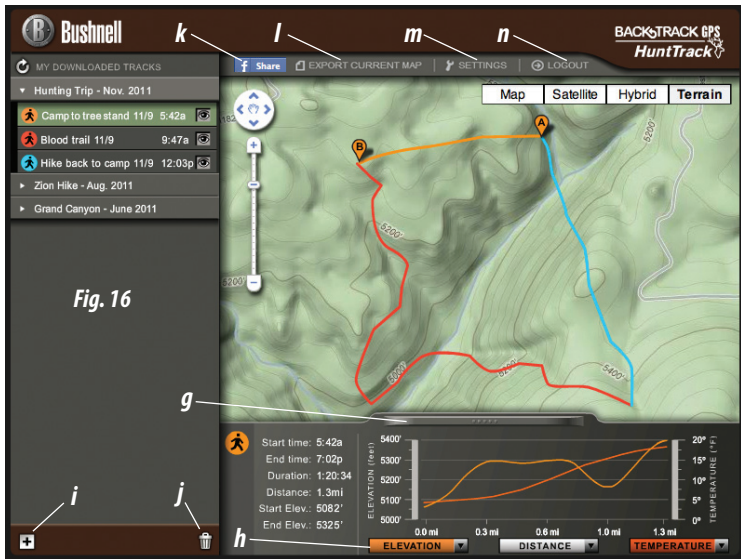 Bushnell
k
l
m
n
BACKTRACK GPS
HuntTrack
MY DOWNLOADED TRACKS
f Share
EXPORT CURRENT MAP
SETTINGS
LOGOUT
Hunting Trip - Nov. 2011
Camp to tree stand 11/9 5:42a
Blood trail 11/9 9:47a
Hike back to camp 11/9 12:03p
Zion Hike - Aug. 2011
Grand Canyon - June 2011
Map Satellite Hybrid Terrain
5200'
A
B
5200'
5200'
5200'
5000'
5200'
5400'
Fig. 16
g
Start time: 5:42a
End time: 7:02p
Duration: 1:20:34
Distance: 1.3mi
Start Elev.: 5082'
End Elev.: 5325'
ELEVATION (feet)
5400'
5300'
5200'
5100'
5000'
20°
15°
10°
5°
0°
TEMPERATURE (°F)
0.0 mi 0.3 mi 0.6 mi 1.0 mi 1.3 mi
h
ELEVATION DISTANCE TEMPERATURE
i
j